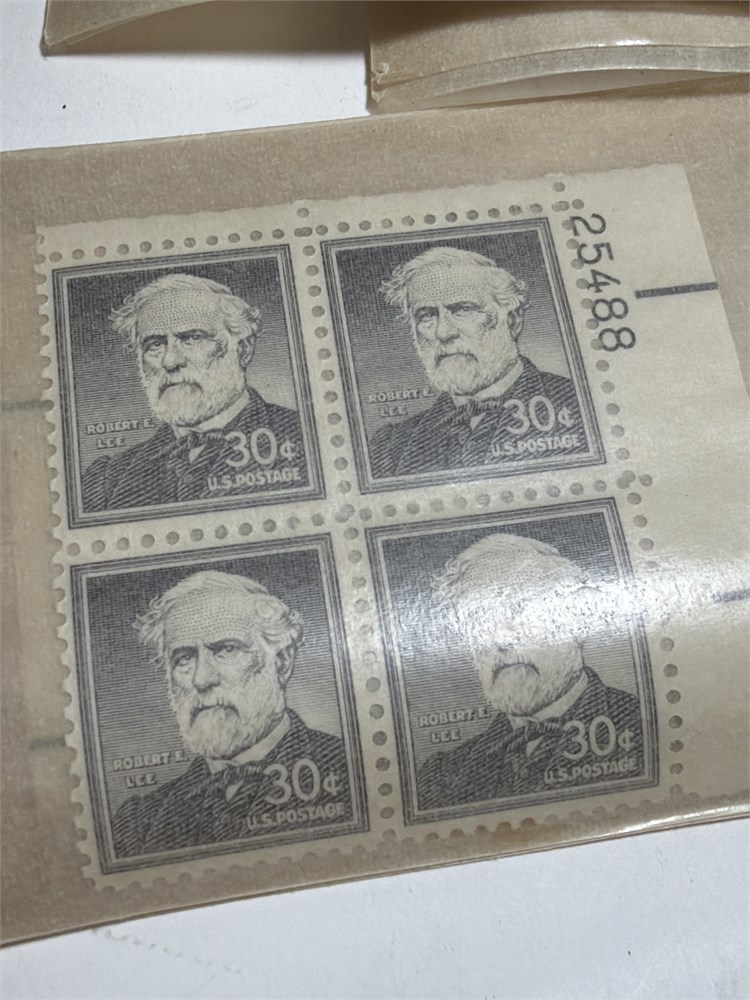 25488
ROBERT E.
LEE
30¢
U.S. POSTAGE
ROBERT E.
LEE
30¢
U.S. POSTAGE
ROBERT E.
LEE
30¢
U.S. POSTAGE
ROBERT E.
LEE
30¢
U.S. POSTAGE